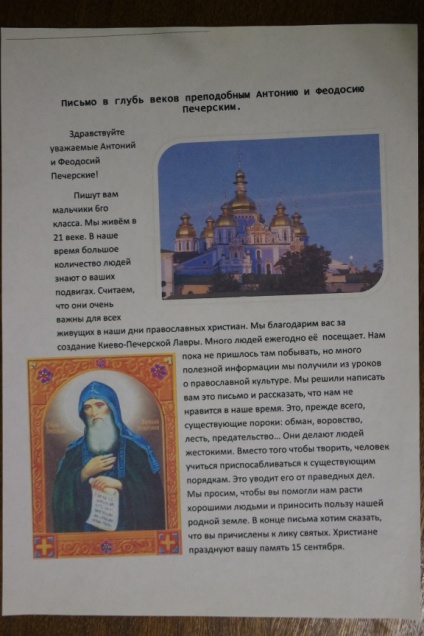 Письмо в глубь веков преподобным Антонию и Феодосию
Печерским.
Здравствуйте
уважаемые Антоний
и Феодосий
Печерские!
Пишут вам
мальчики 6го
класса. Мы живём в
21 веке. В наше
время большое
количество людей
знают о ваших
подвигах. Считаем,
что они очень
важны для всех
живущих в наши дни православных христиан. Мы благодарим вас за
создание Киево-Печерской Лавры. Много людей ежегодно её посещает. Нам
пока не пришлось там побывать, но много
полезной информации мы получили из уроков
о православной культуре. Мы решили написать
вам это письмо и рассказать, что нам не
нравится в наше время. Это, прежде всего,
существующие пороки: обман, воровство,
лесть, предательство... Они делают людей
жестокими. Вместо того чтобы творить, человек
учиться приспосабливаться к существующим
порядкам. Это уводит его от праведных дел.
Мы просим, чтобы вы помогли нам расти
хорошими людьми и приносить пользу нашей
родной земле. В конце письма хотим сказать,
что вы причислены к лику святых. Христиане
празднуют вашу память 15 сентября.